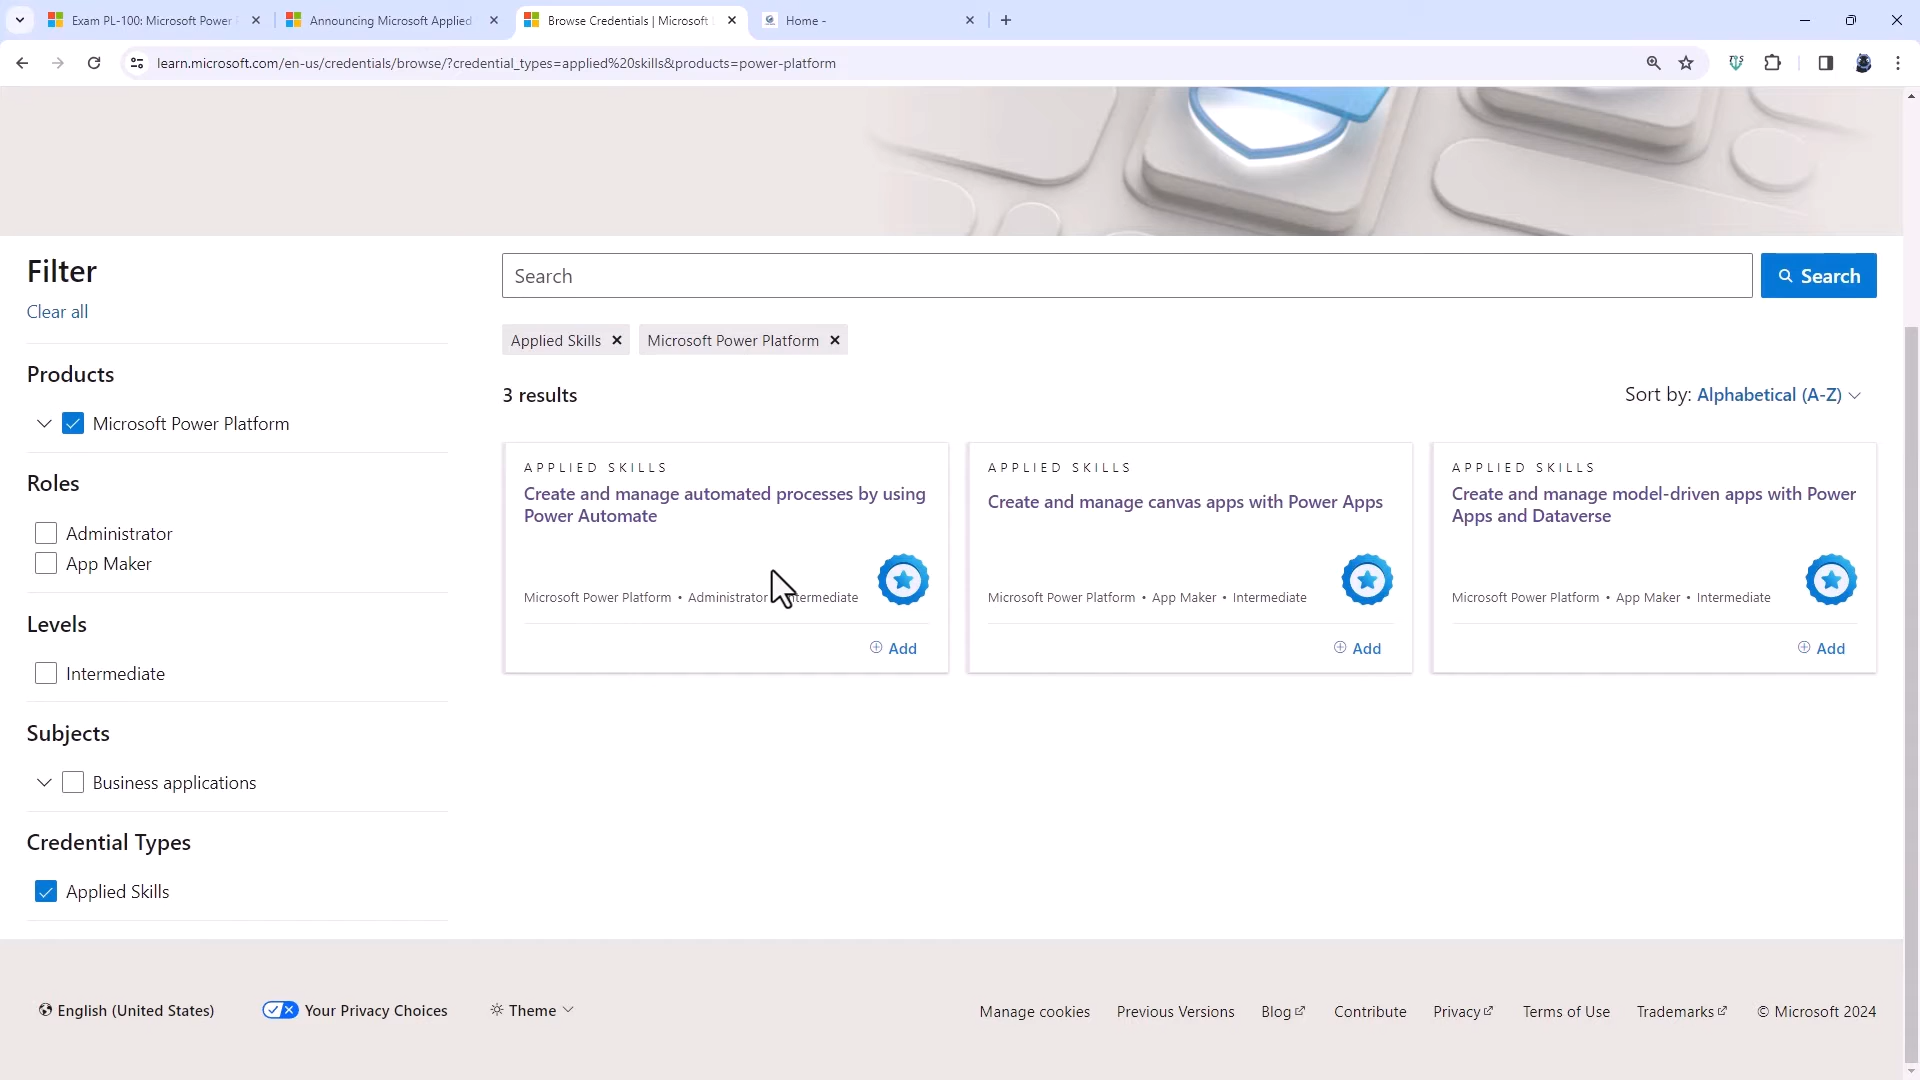 Exam PL-100: Microsoft Power
Announcing Microsoft Applied
Browse Credentials | Microsoft
Home -
learn.microsoft.com/en-us/credentials/browse/?credential_types=applied%20skills&products=power-platform
Filter
Clear all
Products
Microsoft Power Platform
Roles
Administrator
App Maker
Levels
Intermediate
Subjects
Business applications
Credential Types
Applied Skills
Search
Search
Applied Skills
Microsoft Power Platform
3 results
Sort by: Alphabetical (A-Z)
APPLIED SKILLS
Create and manage automated processes by using
Power Automate
Microsoft Power Platform • Administrator
Add
APPLIED SKILLS
Create and manage canvas apps with Power Apps
Microsoft Power Platform • App Maker • Intermediate
Add
APPLIED SKILLS
Create and manage model-driven apps with Power
Apps and Dataverse
Microsoft Power Platform • App Maker • Intermediate
Add
English (United States)
Your Privacy Choices
Theme
Manage cookies
Previous Versions
Blog
Contribute
Privacy
Terms of Use
Trademarks
© Microsoft 2024